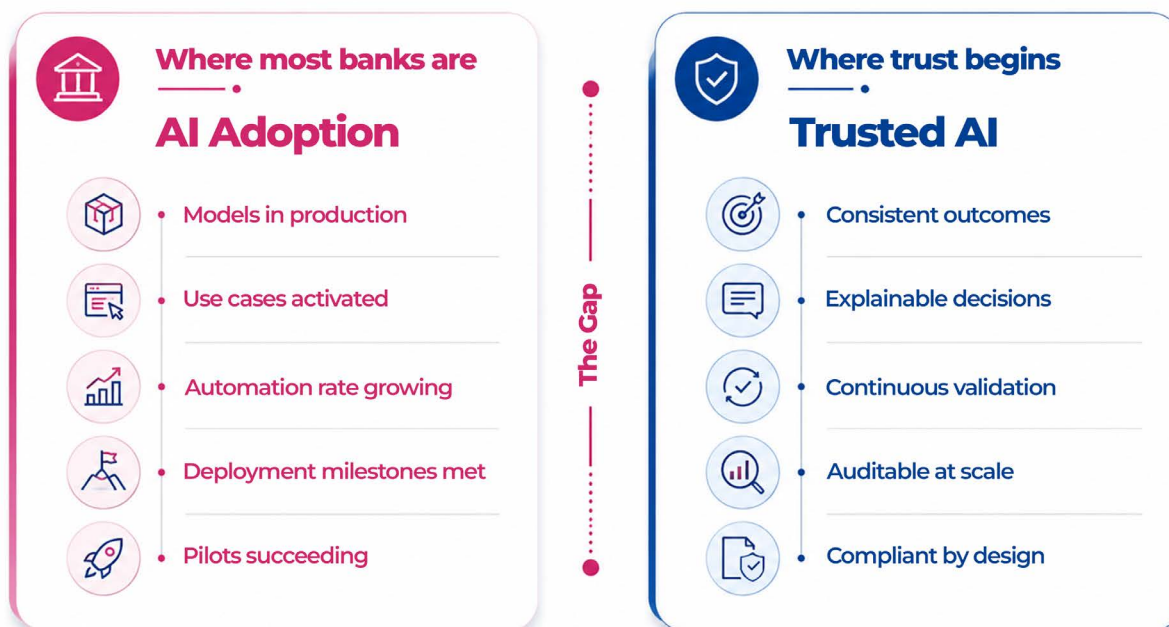 Where most banks are
AI Adoption
Models in production
Use cases activated
Automation rate growing
Deployment milestones met
Pilots succeeding
The Gap
Where trust begins
Trusted AI
Consistent outcomes
Explainable decisions
Continuous validation
Auditable at scale
Compliant by design